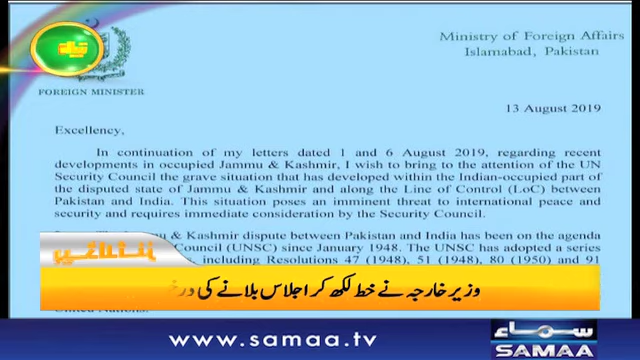 نیا
Ministry of Foreign Affairs
Islamabad, Pakistan
FOREIGN MINISTER
13 August 2019
Excellency,
In continuation of my letters dated 1 and 6 August 2019, regarding recent
developments in occupied Jammu & Kashmir, I wish to bring to the attention of the UN
Security Council the grave situation that has developed within the Indian-occupied part
of the disputed state of Jammu & Kashmir and along the Line of Control (LoC) between
Pakistan and India. This situation poses an imminent threat to international peace
and security and requires immediate consideration by the Security Council.
& Kashmir dispute between Pakistan and India has been on the agenda
Council (UNSC) since January 1948. The UNSC has adopted a series
including Resolutions 47 (1948), 51 (1948), 80 (1950) and 91
وزیر خارجہ نے خط لکھ کر اجلاس بلانے کی
United Nations.
www.samaa.tv
سماء
SAMAA